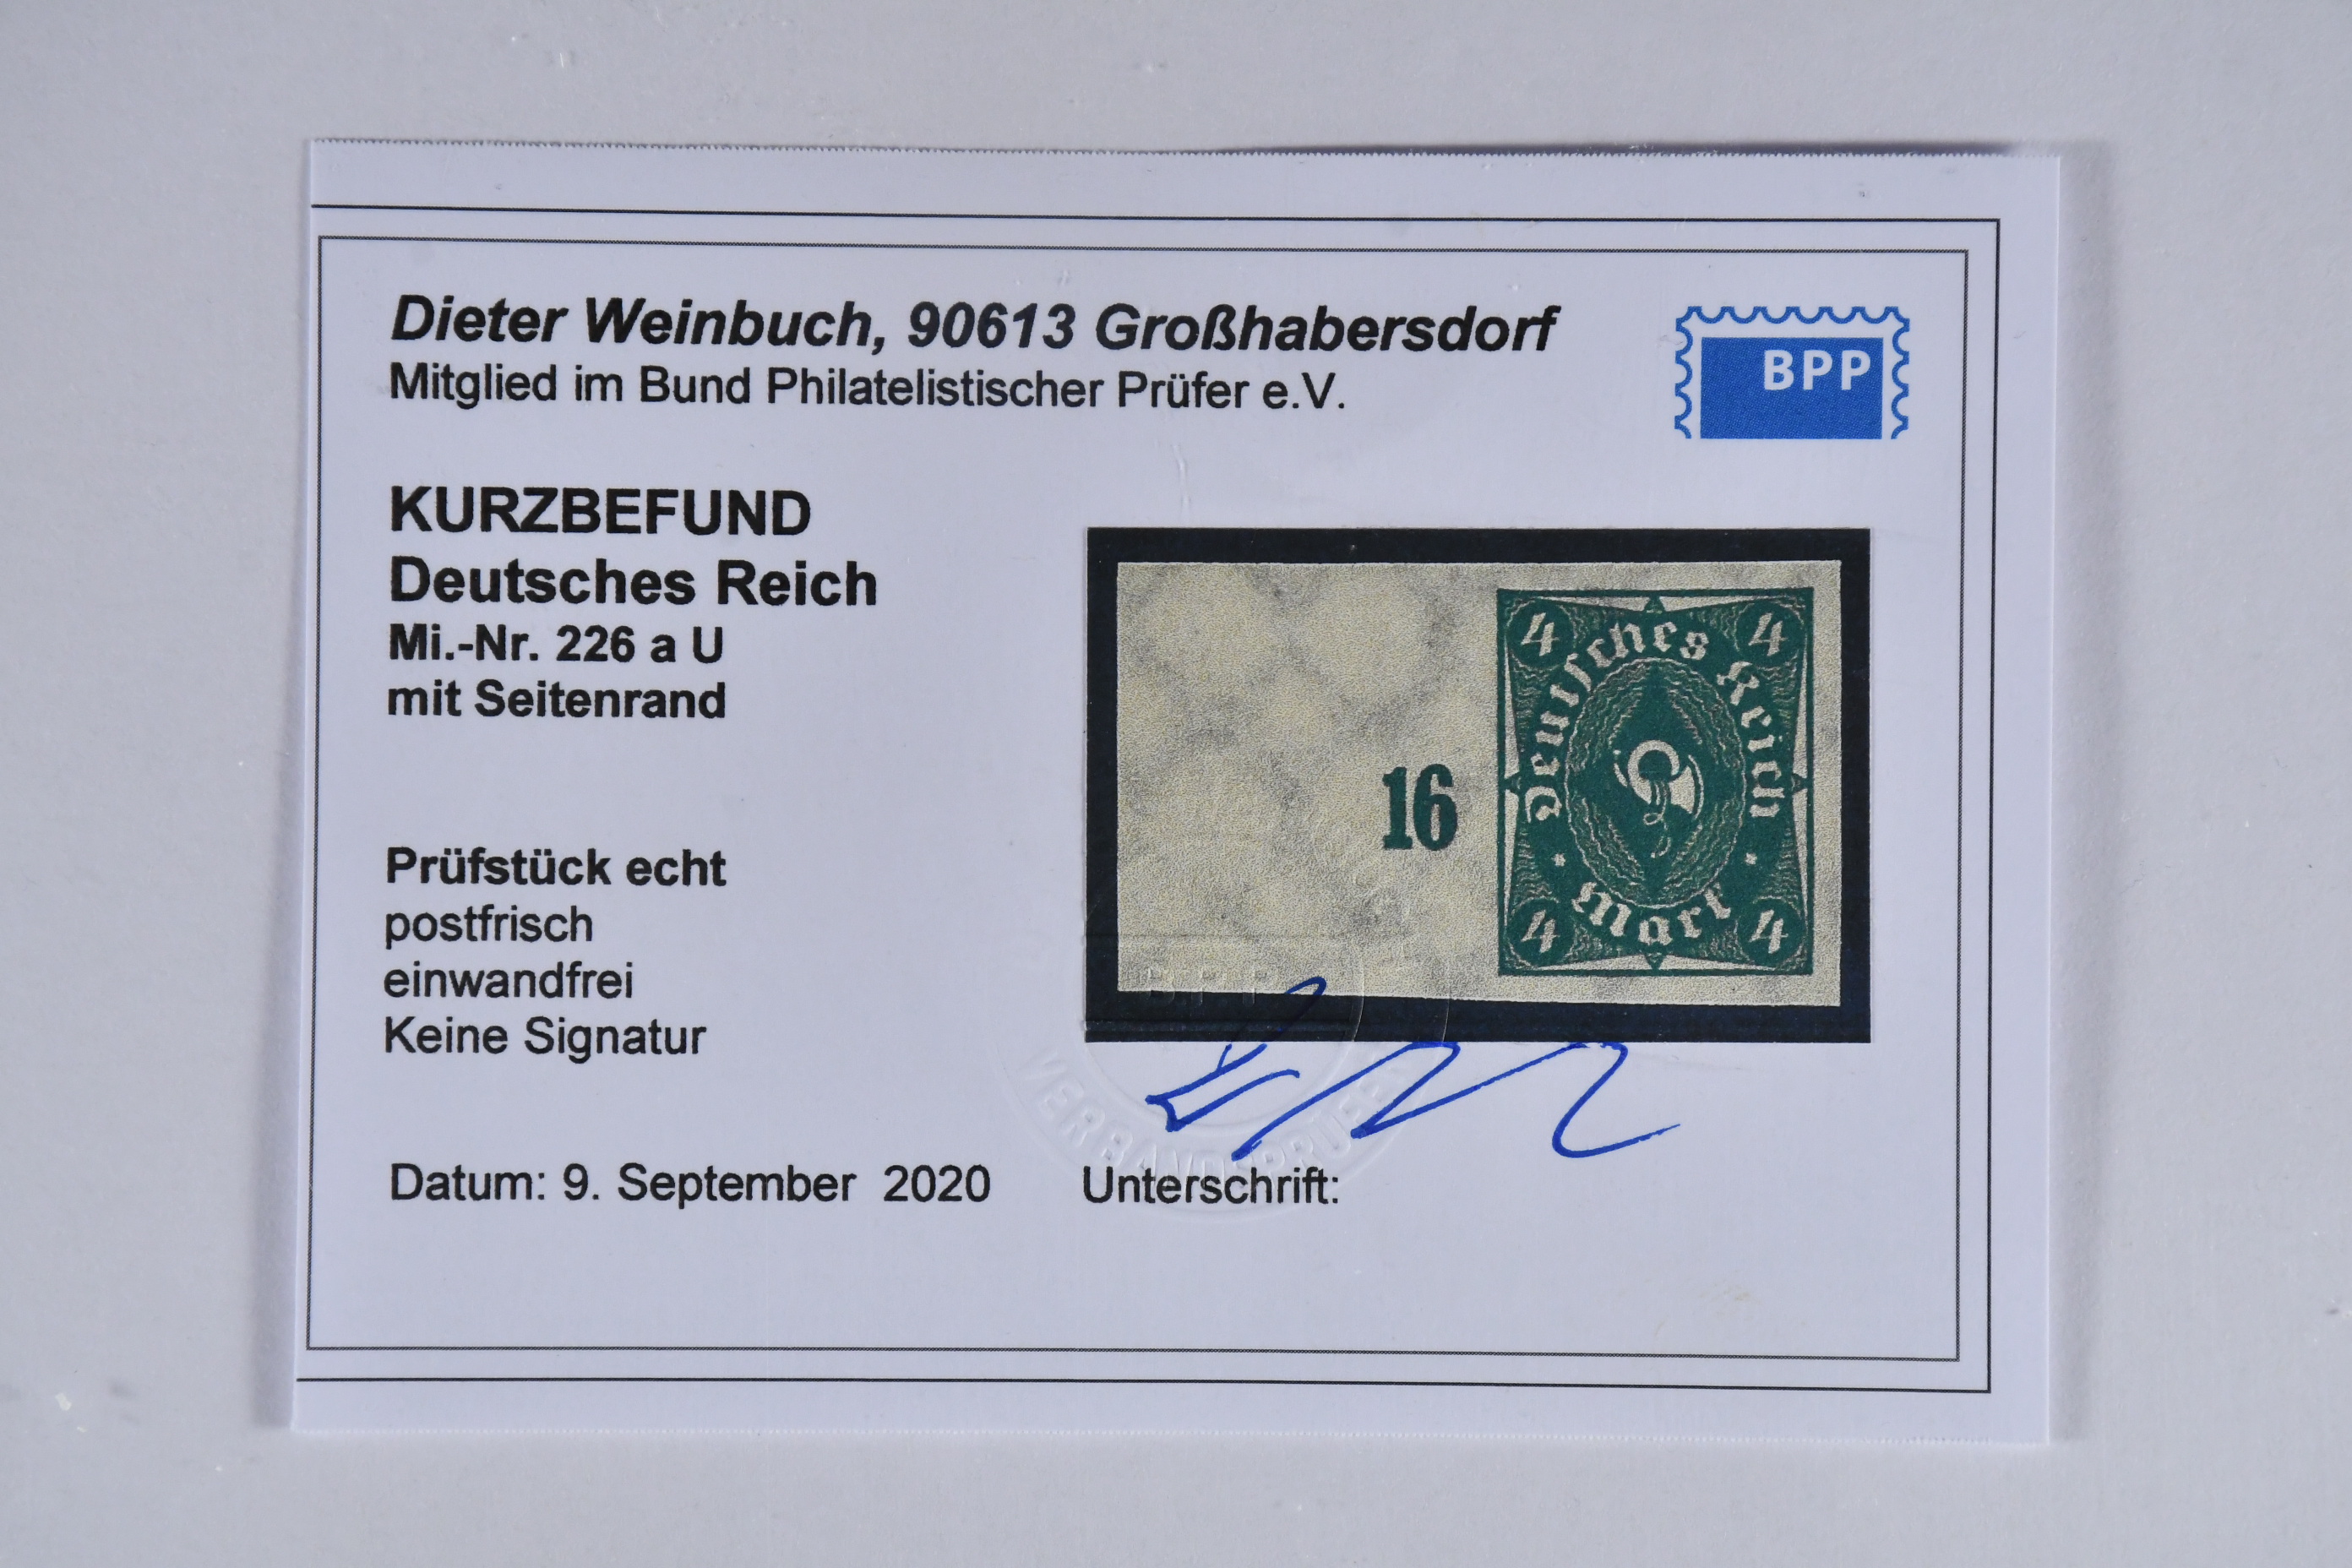 Dieter Weinbuch, 90613 Großhabersdorf
Mitglied im Bund Philatelistischer Prüfer e.V.
BPP
KURZBEFUND
Deutsches Reich
Mi.-Nr. 226 a U
mit Seitenrand
4 4
Deutsches Reich
16
Mark
4 4
Prüfstück echt
postfrisch
einwandfrei
Keine Signatur
B.P.P.
VERBANDSPRÜFER
Datum: 9. September 2020
Unterschrift: